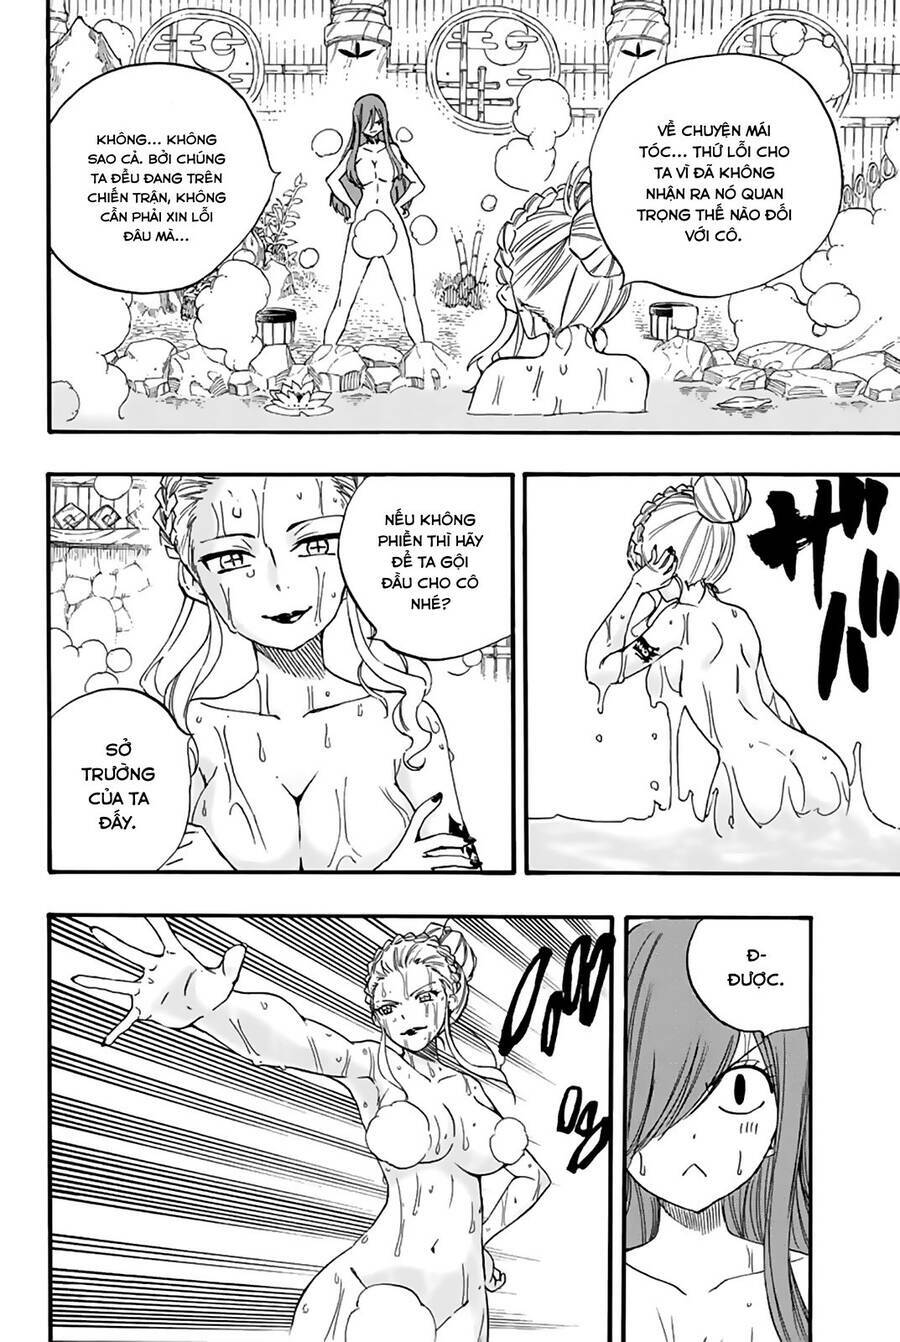 VỀ CHUYỆN MÁI
TÓC... THỨ LỖI CHO
TA VÌ ĐÃ KHÔNG
NHẬN RA NÓ QUAN
TRỌNG THẾ NÀO ĐỐI
VỚI CÔ.
KHÔNG... KHÔNG
SAO CẢ. BỞI CHÚNG
TA ĐỀU ĐANG TRÊN
CHIẾN TRẬN, KHÔNG
CẦN PHẢI XIN LỖI
ĐÂU MÀ...
ザバ
NẾU KHÔNG
PHIỀN THÌ HÃY
ĐỂ TA GỘI
ĐẦU CHO CÔ
NHÉ?
SỞ
TRƯỜNG
CỦA TA
ĐẤY.
Đ-
ĐƯỢC.